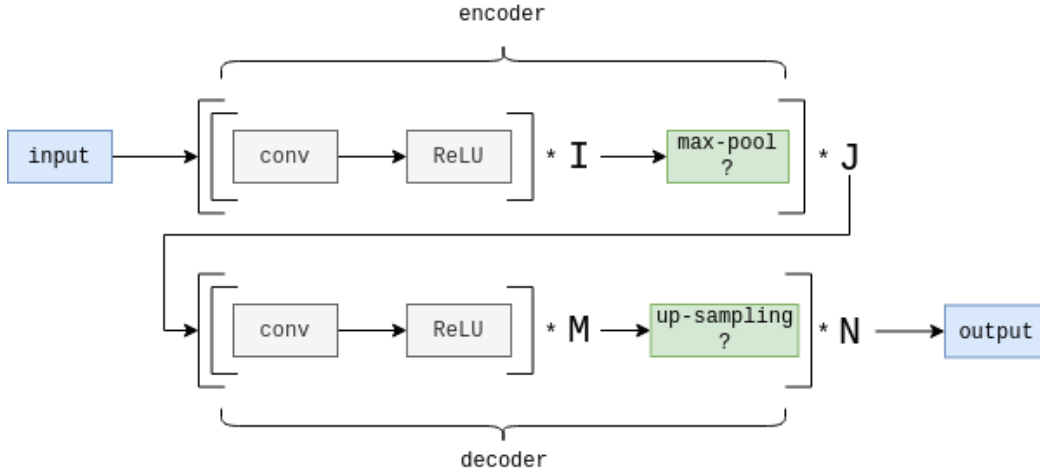 encoder
input
conv
ReLU
* I
max-pool
?
* J
conv
ReLU
* M
up-sampling
?
* N
output
decoder